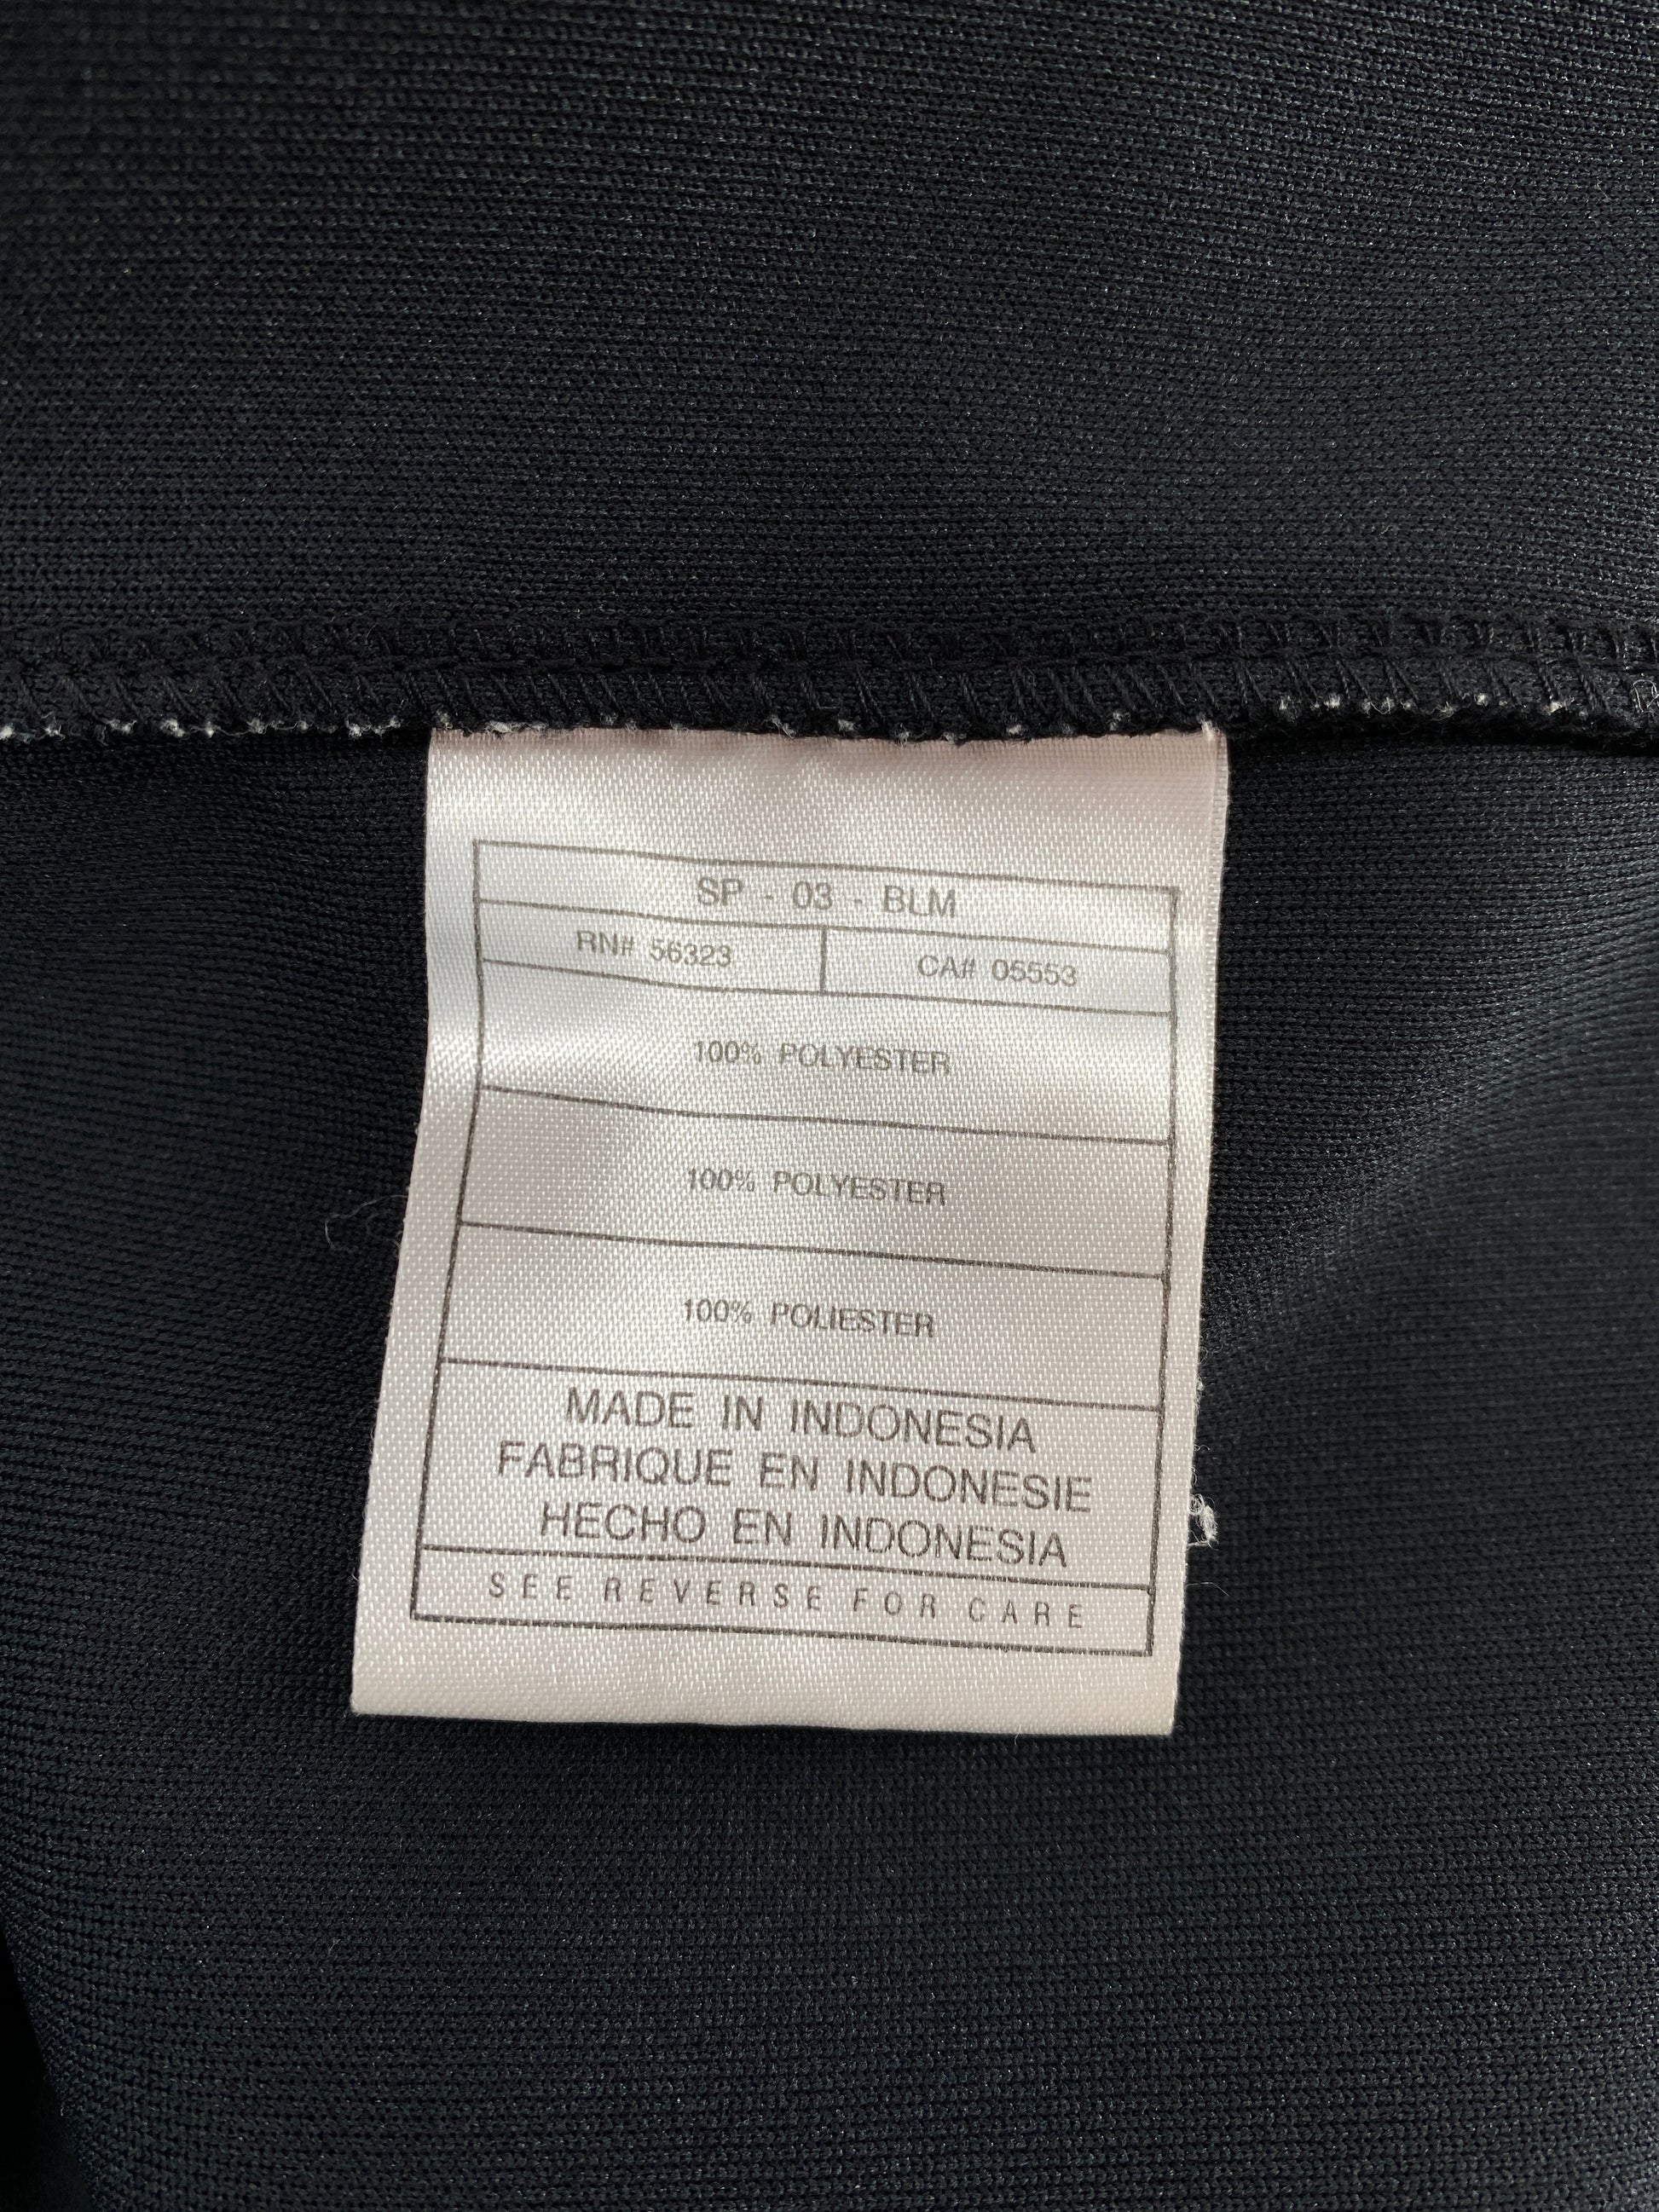 SP - 03 - BLM
RN# 56323 CA# 05553
100% POLYESTER
100% POLYESTER
100% POLIESTER
MADE IN INDONESIA
FABRIQUE EN INDONESIE
HECHO EN INDONESIA
SEE REVERSE FOR CARE